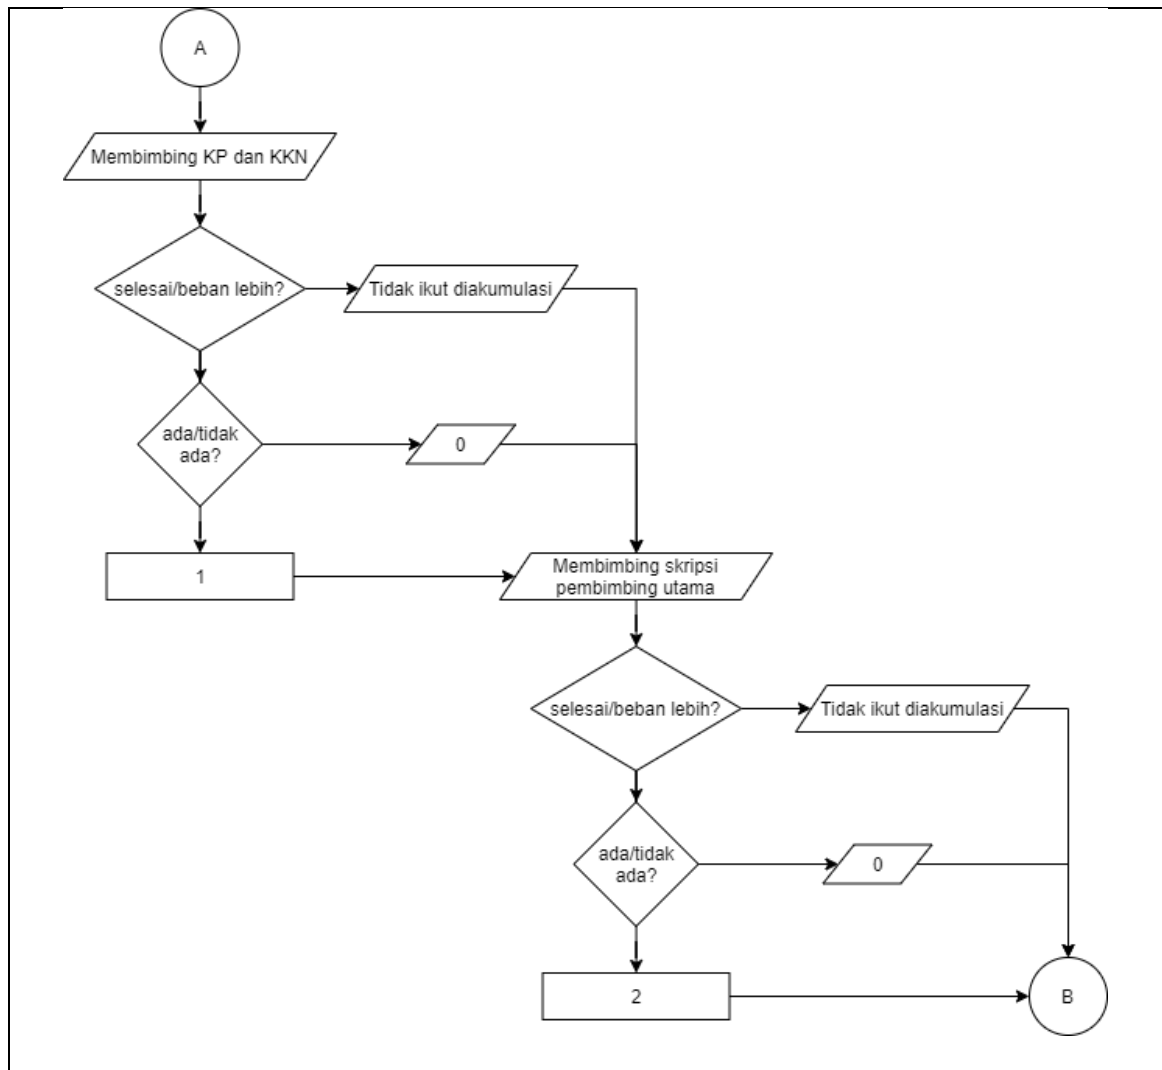 A
Membimbing KP dan KKN
selesai/beban lebih?
Tidak ikut diakumulasi
ada/tidak
ada?
0
1
Membimbing skripsi
pembimbing utama
selesai/beban lebih?
Tidak ikut diakumulasi
ada/tidak
ada?
0
2
B